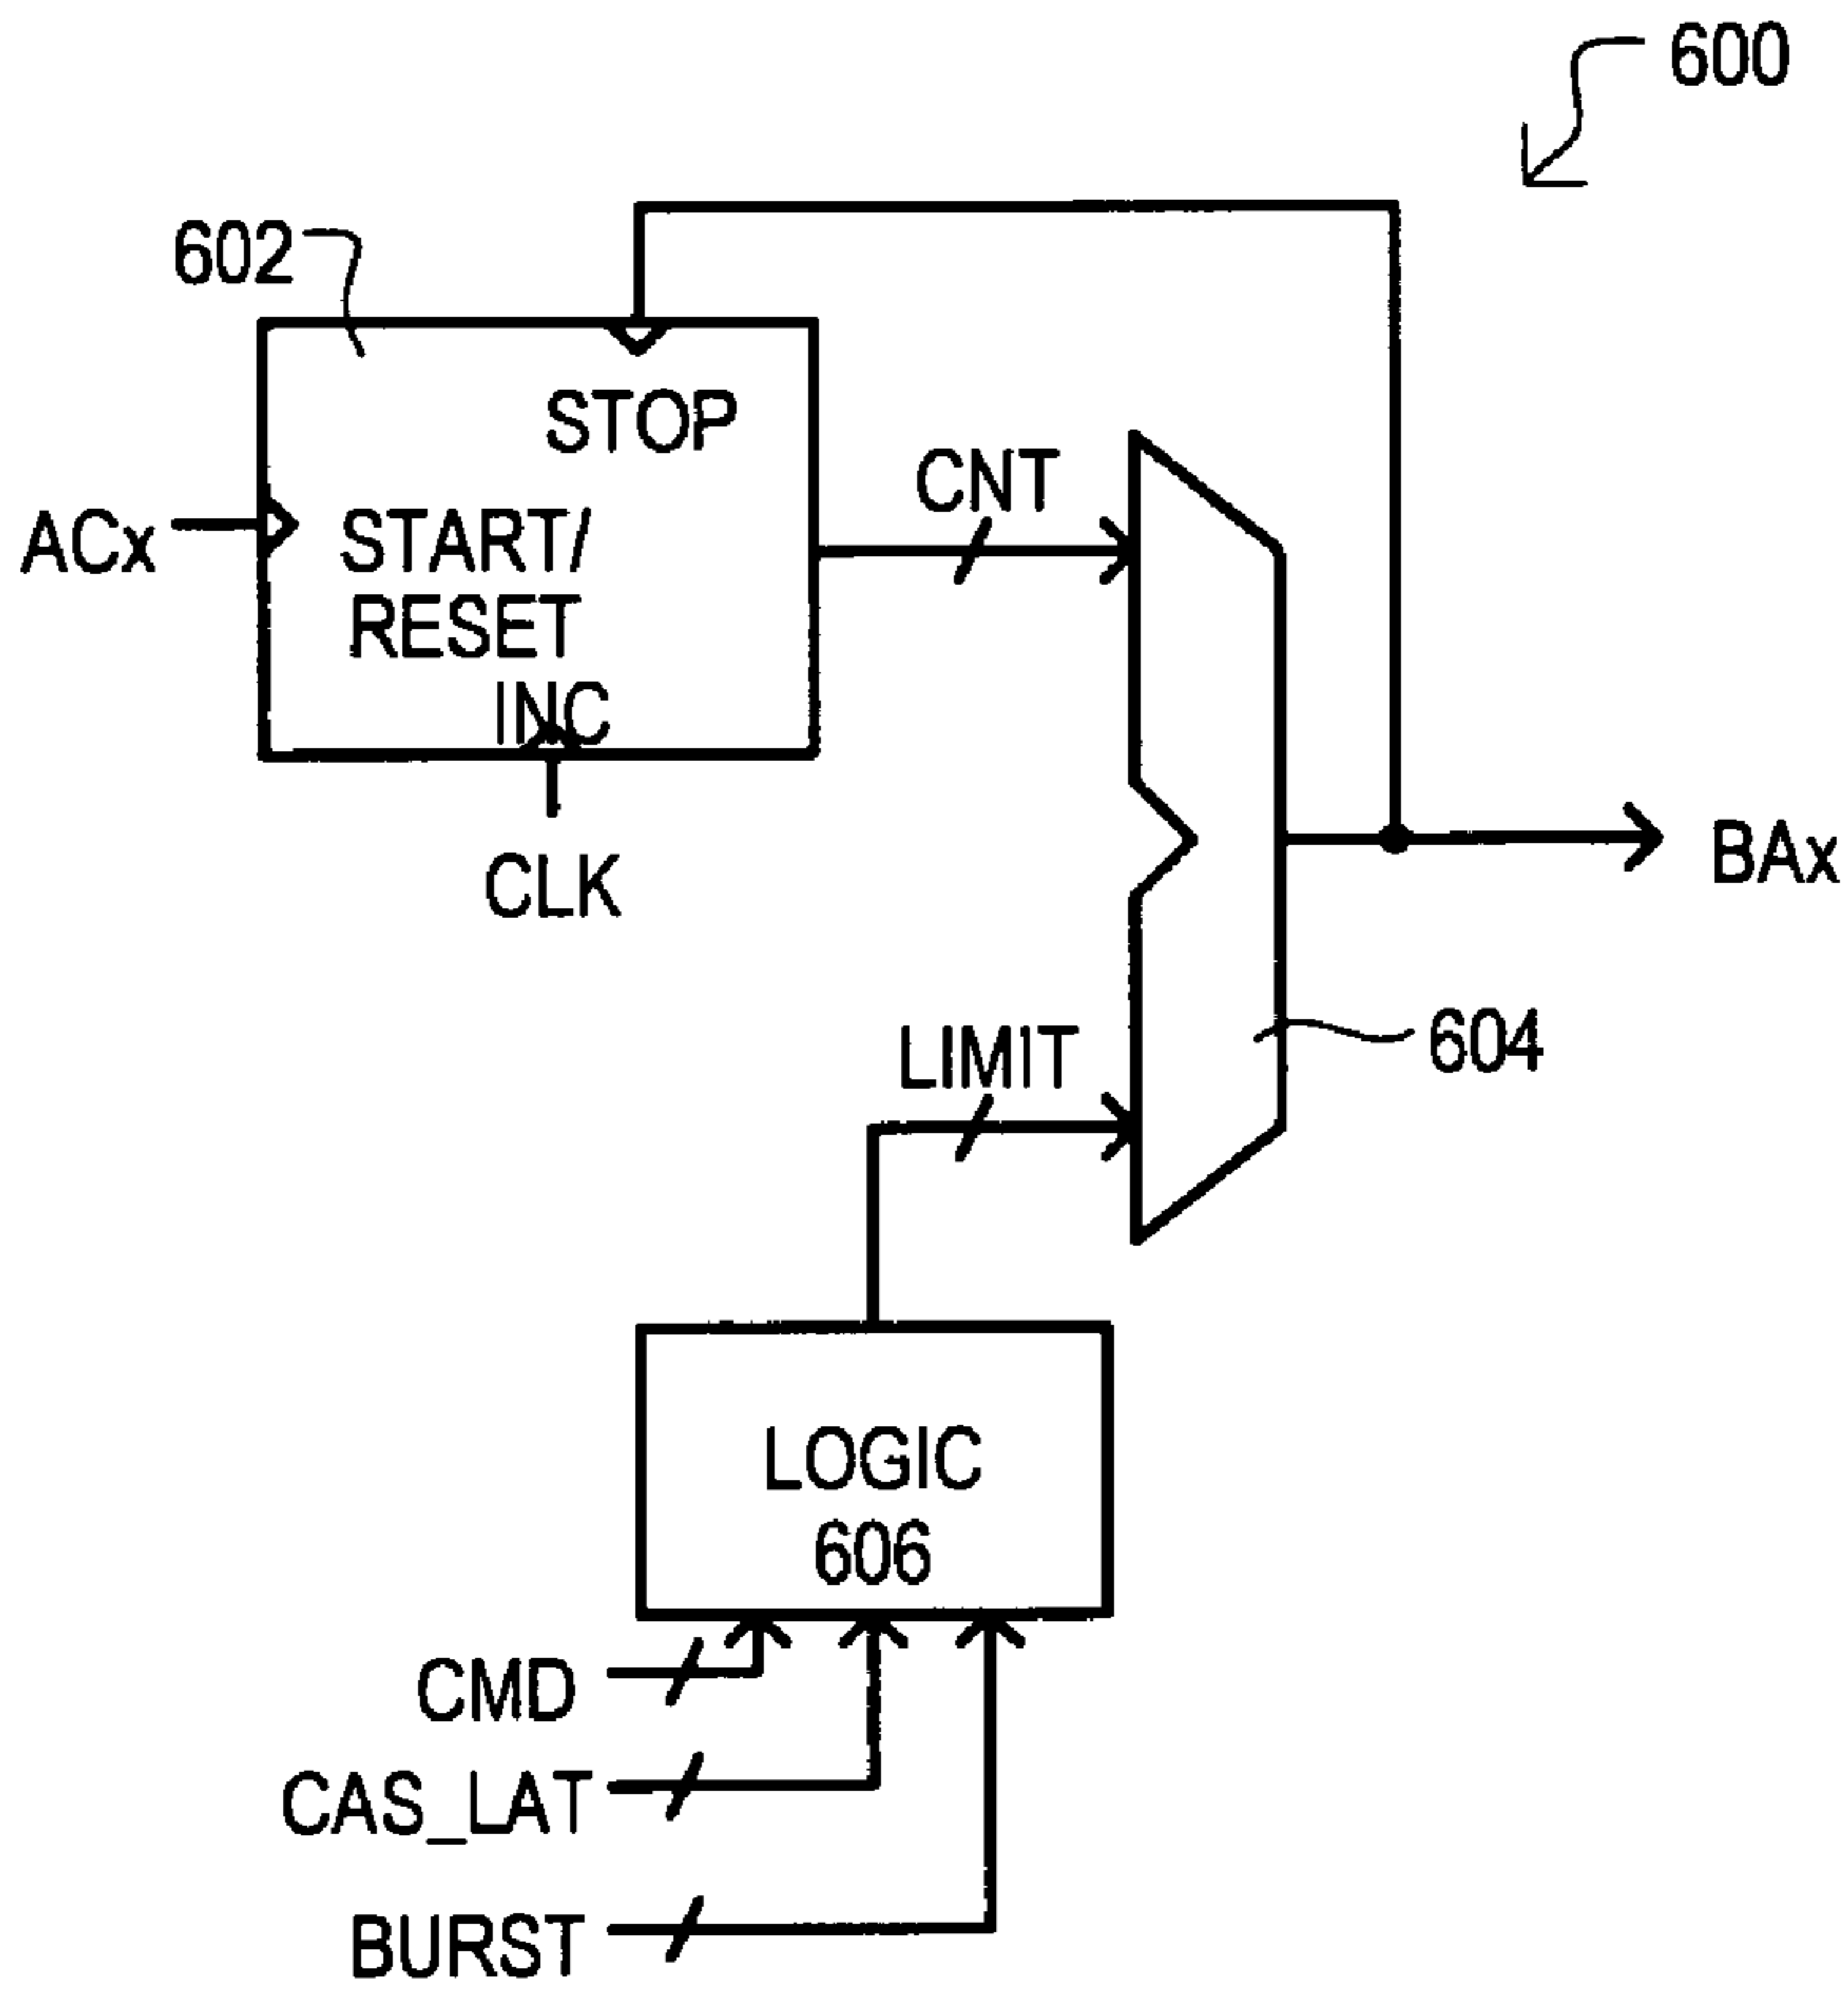 600
602
STOP
CNT
ACx
START/
RESET
INC
CLK
BAx
LIMIT
604
LOGIC
606
CMD
CAS_LAT
BURST